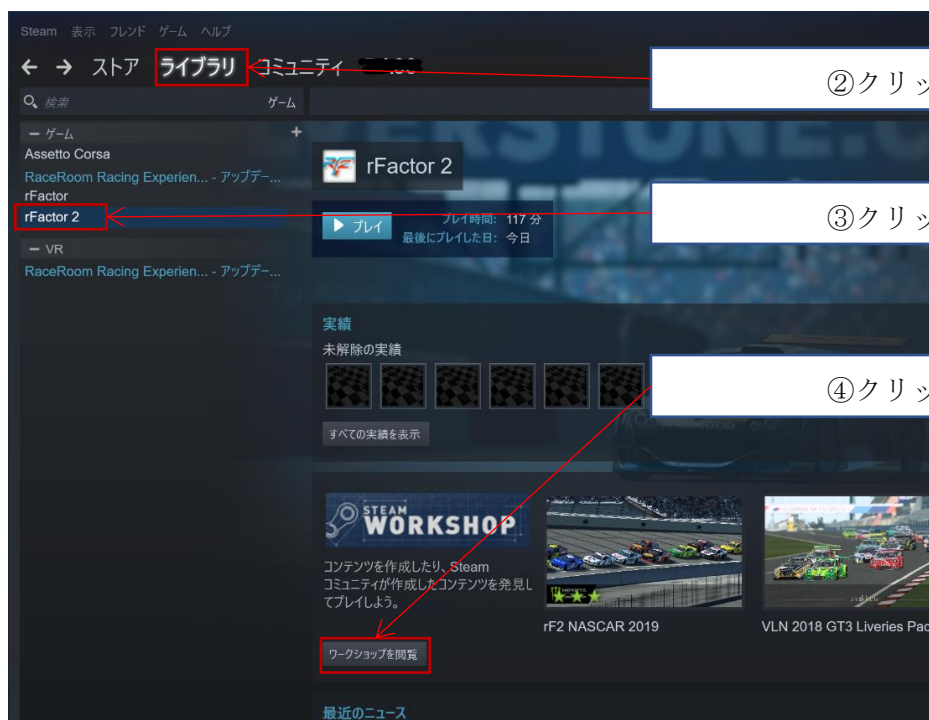 Steam 表示 フレンド ゲーム ヘルプ
← → ストア ライブラリ コミュニティ
②クリッ
検索 ゲーム
ー ゲーム +
Assetto Corsa
RaceRoom Racing Experien... - アップデー...
rFactor
rFactor 2
ー VR
RaceRoom Racing Experien... - アップデー...
rFactor 2
プレイ
プレイ時間: 117 分
最後にプレイした日: 今日
③クリッ
実績
未解除の実績
④クリッ
すべての実績を表示
STEAM
WORKSHOP
コンテンツを作成したり、Steam
コミュニティが作成したコンテンツを発見し
てプレイしよう。
ワークショップを閲覧
rF2 NASCAR 2019
VLN 2018 GT3 Liveries Pac
最近のニュース